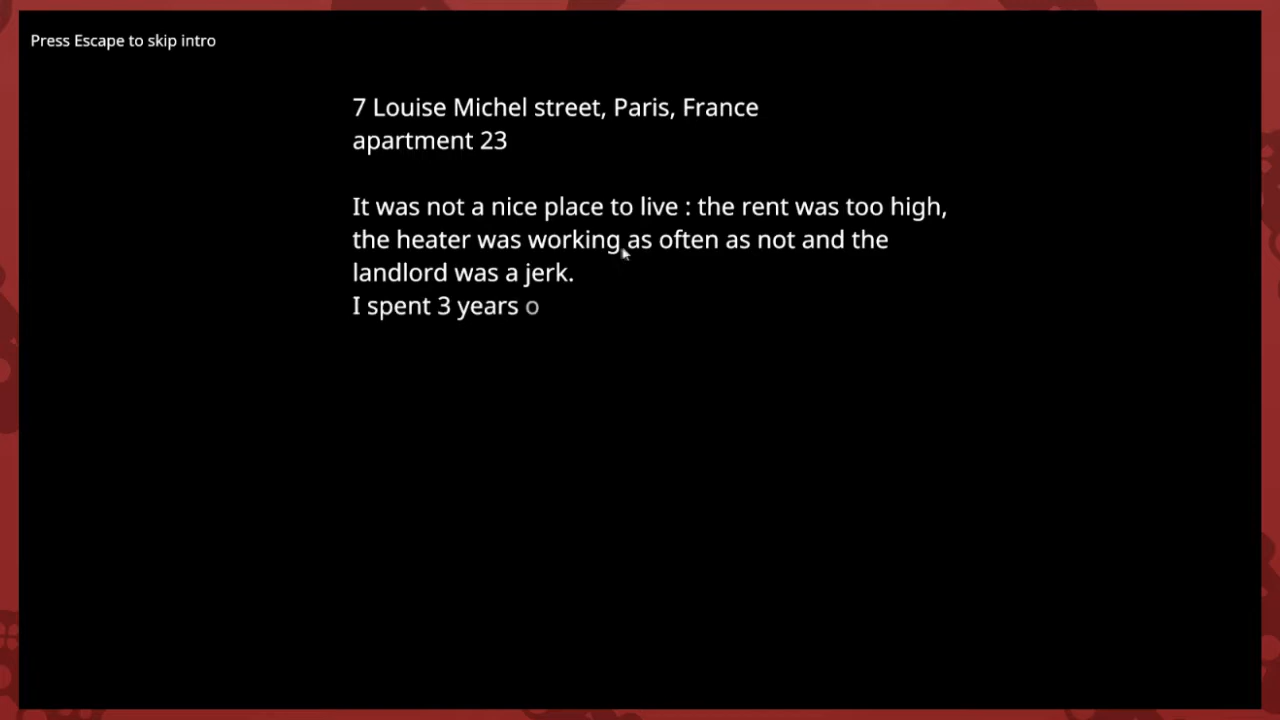 Press Escape to skip intro
7 Louise Michel street, Paris, France
apartment 23
It was not a nice place to live : the rent was too high,
the heater was working as often as not and the
landlord was a jerk.
I spent 3 years o